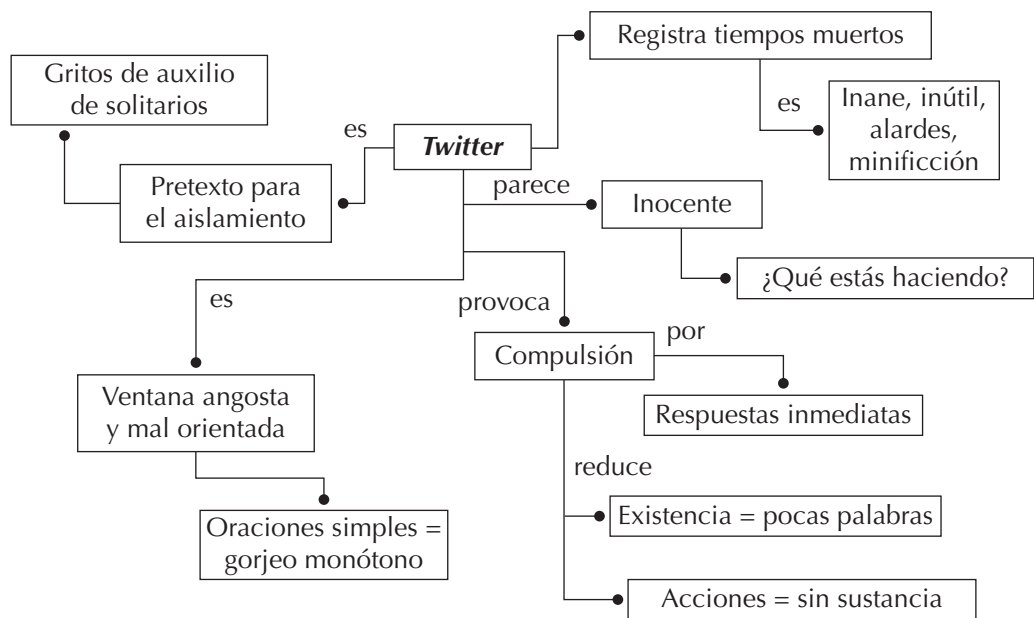 Registra tiempos muertos
Gritos de auxilio
de solitarios
es
Inane, inútil,
alardes,
minificción
es
Twitter
Pretexto para
el aislamiento
parece
Inocente
¿Qué estás haciendo?
es
provoca
Compulsión
por
Ventana angosta
y mal orientada
Respuestas inmediatas
reduce
Oraciones simples =
gorjeo monótono
Existencia = pocas palabras
Acciones = sin sustancia